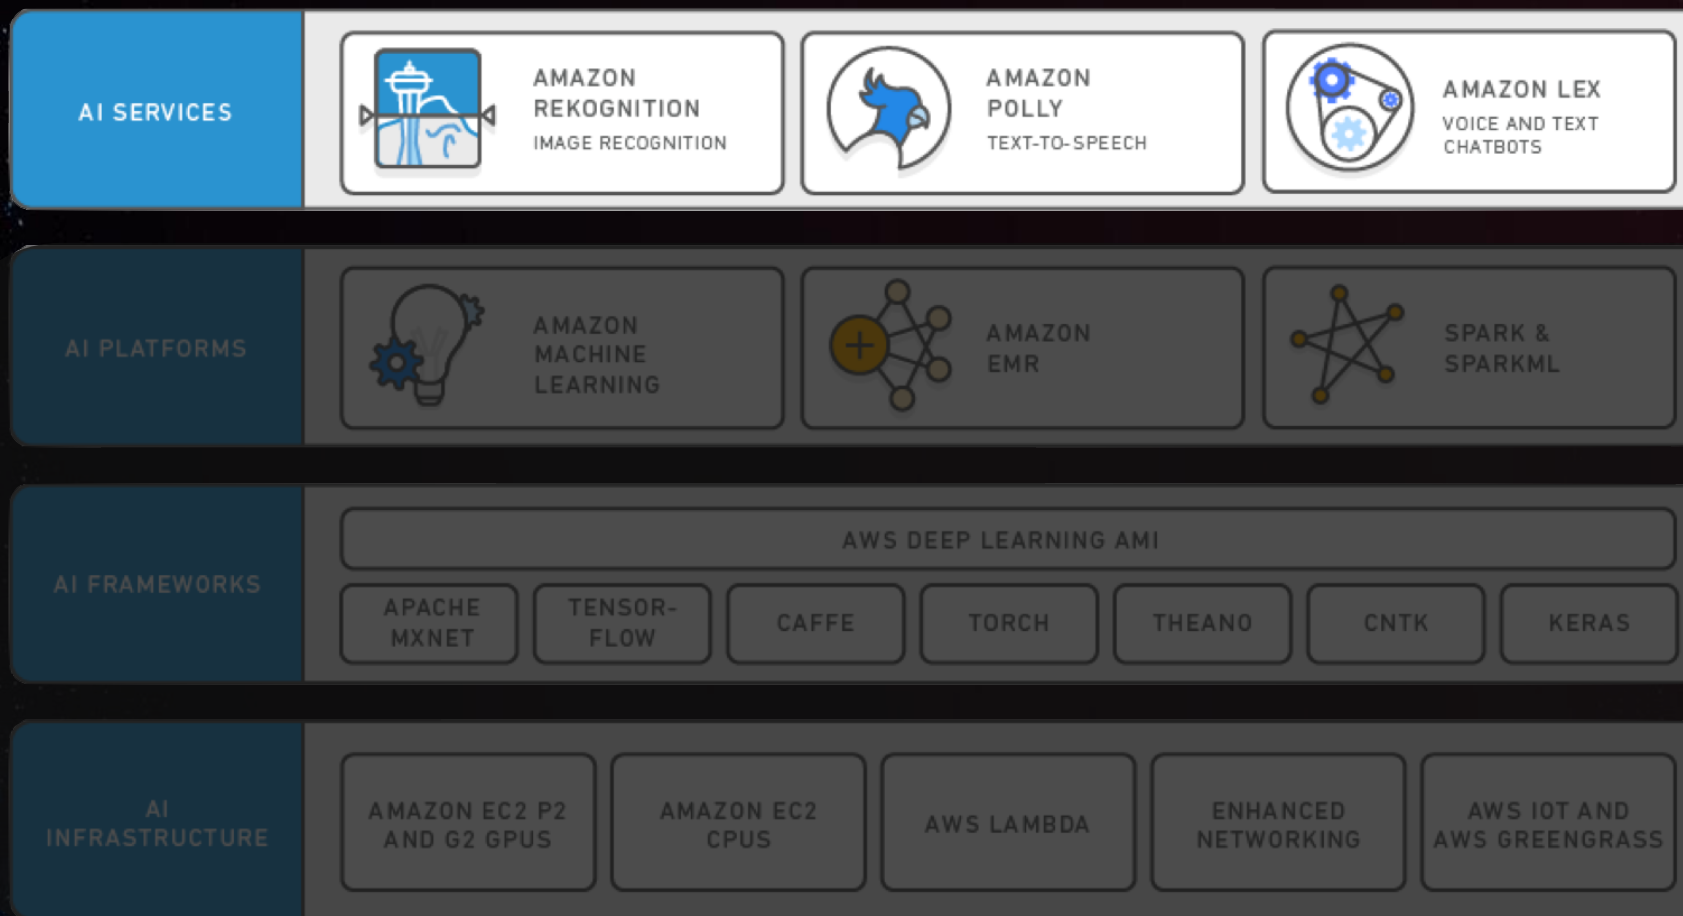 AI SERVICES
AMAZON
REKOGNITION
IMAGE RECOGNITION
AMAZON
POLLY
TEXT-TO-SPEECH
AMAZON LEX
VOICE AND TEXT
CHATBOTS
AI PLATFORMS
AMAZON
MACHINE
LEARNING
AMAZON
EMR
SPARK &
SPARKML
AI FRAMEWORKS
AWS DEEP LEARNING AMI
APACHE
MXNET
TENSOR-
FLOW
CAFFE
TORCH
THEANO
CNTK
KERAS
AI
INFRASTRUCTURE
AMAZON EC2 P2
AND G2 GPUS
AMAZON EC2
CPUS
AWS LAMBDA
ENHANCED
NETWORKING
AWS IOT AND
AWS GREENGRASS